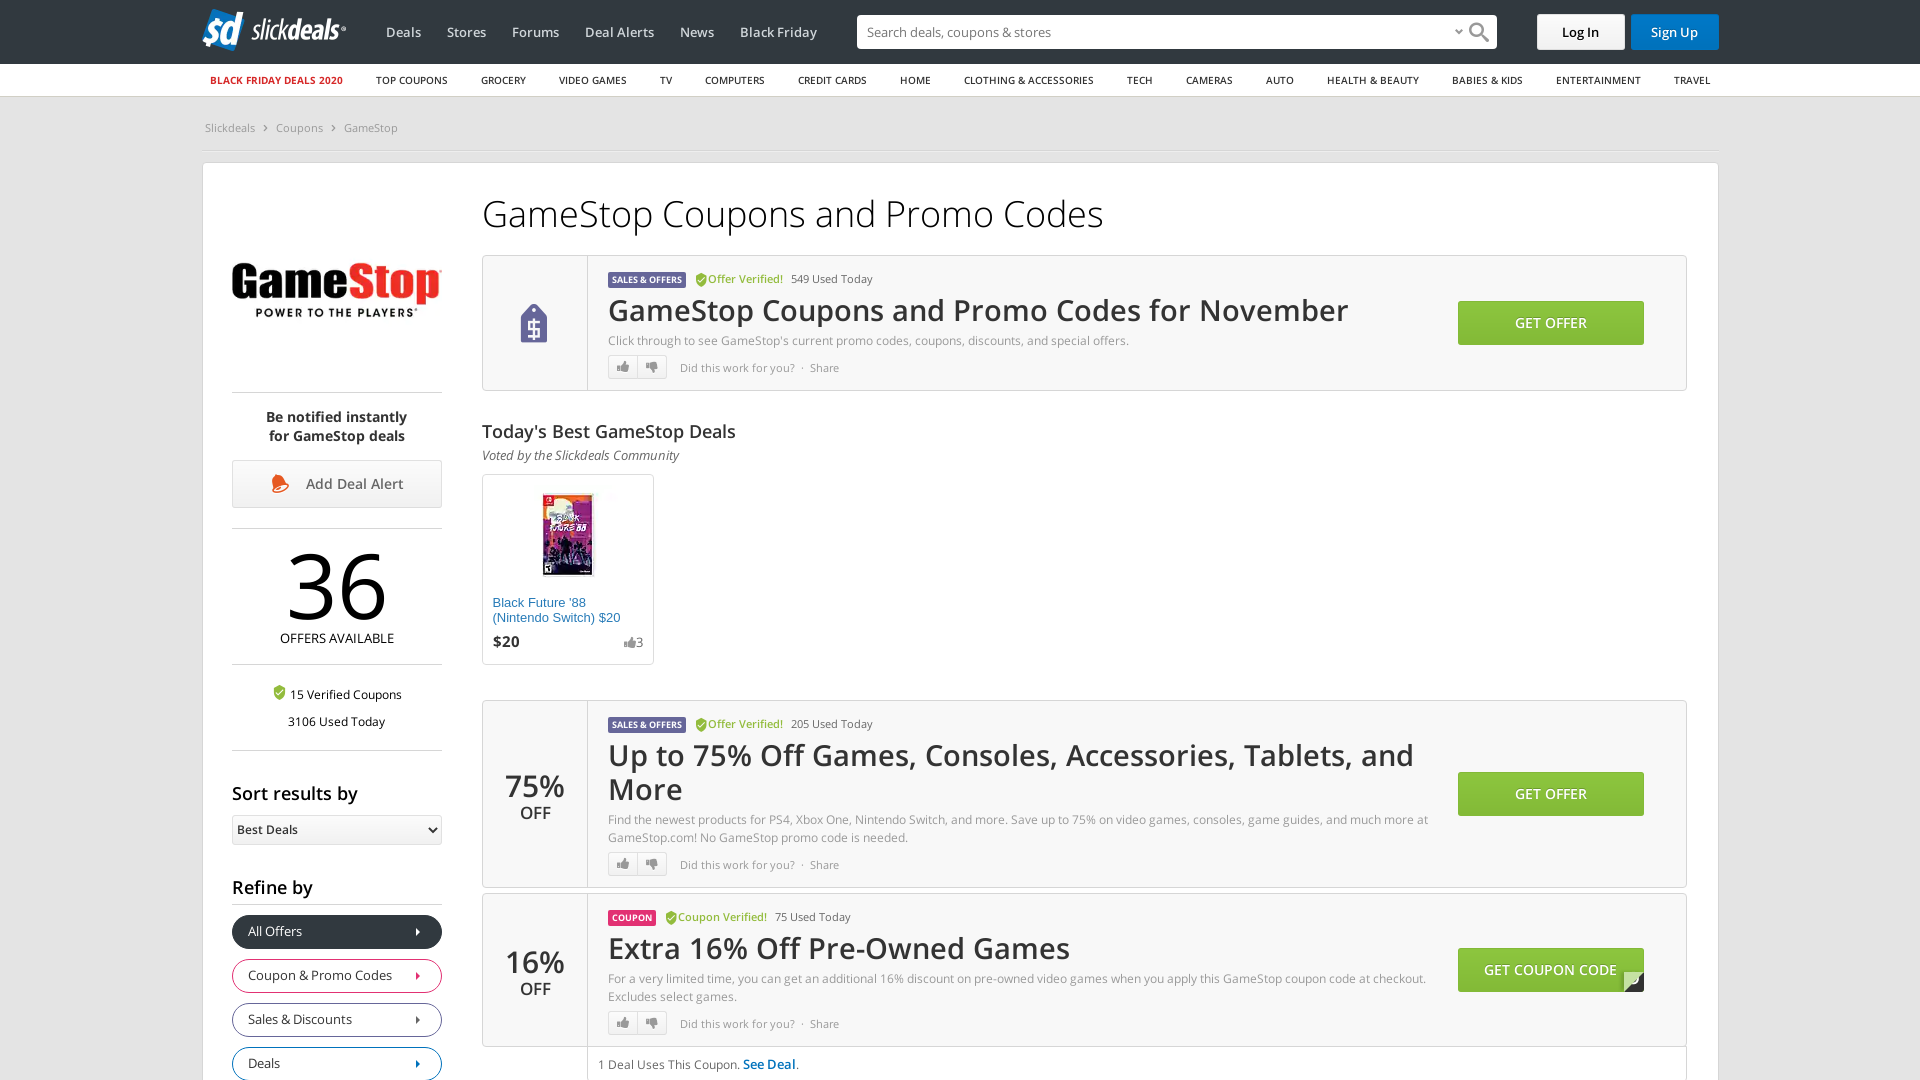 sd slickdeals
Deals
Stores
Forums
Deal Alerts
News
Black Friday
Search deals, coupons & stores
Log In
Sign Up
BLACK FRIDAY DEALS 2020
TOP COUPONS
GROCERY
VIDEO GAMES
TV
COMPUTERS
CREDIT CARDS
HOME
CLOTHING & ACCESSORIES
TECH
CAMERAS
AUTO
HEALTH & BEAUTY
BABIES & KIDS
ENTERTAINMENT
TRAVEL
Slickdeals > Coupons > GameStop
GameStop
POWER TO THE PLAYERS
Be notified instantly
for GameStop deals
Add Deal Alert
36
OFFERS AVAILABLE
15 Verified Coupons
3106 Used Today
Sort results by
Best Deals
Refine by
All Offers
Coupon & Promo Codes
Sales & Discounts
Deals
GameStop Coupons and Promo Codes
SALES & OFFERS Offer Verified! 549 Used Today
GameStop Coupons and Promo Codes for November
Click through to see GameStop's current promo codes, coupons, discounts, and special offers.
Did this work for you? · Share
GET OFFER
Today's Best GameStop Deals
Voted by the Slickdeals Community
Black Future '88
(Nintendo Switch) $20
$20
3
75%
OFF
SALES & OFFERS Offer Verified! 205 Used Today
Up to 75% Off Games, Consoles, Accessories, Tablets, and
More
Find the newest products for PS4, Xbox One, Nintendo Switch, and more. Save up to 75% on video games, consoles, game guides, and much more at
GameStop.com! No GameStop promo code is needed.
Did this work for you? · Share
GET OFFER
16%
OFF
COUPON Coupon Verified! 75 Used Today
Extra 16% Off Pre-Owned Games
For a very limited time, you can get an additional 16% discount on pre-owned video games when you apply this GameStop coupon code at checkout.
Excludes select games.
Did this work for you? · Share
GET COUPON CODE
1 Deal Uses This Coupon. See Deal.